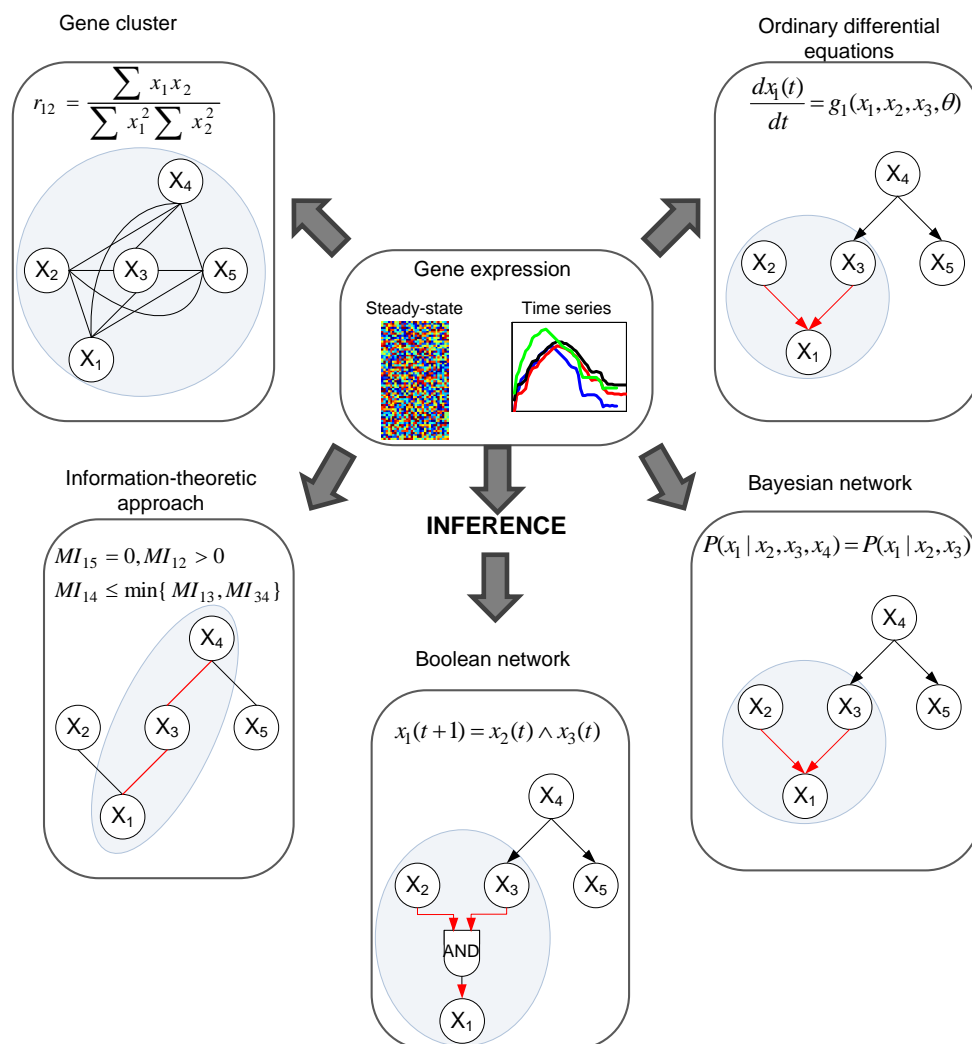 Gene cluster
r₁₂ = ∑ x₁x₂ / ∑ x₁² ∑ x₂²
X₄
X₂
X₃
X₅
X₁
Ordinary differential
equations
dx₁(t)/dt = g₁(x₁, x₂, x₃, θ)
X₄
X₂
X₃
X₅
X₁
Gene expression
Steady-state
Time series
INFERENCE
Information-theoretic
approach
MI₁₅ = 0, MI₁₂ > 0
MI₁₄ ≤ min{ MI₁₃, MI₃₄}
X₄
X₂
X₃
X₅
X₁
Boolean network
x₁(t+1) = x₂(t) ∧ x₃(t)
X₄
X₂
X₃
X₅
AND
X₁
Bayesian network
P(x₁ | x₂, x₃, x₄) = P(x₁ | x₂, x₃)
X₄
X₂
X₃
X₅
X₁